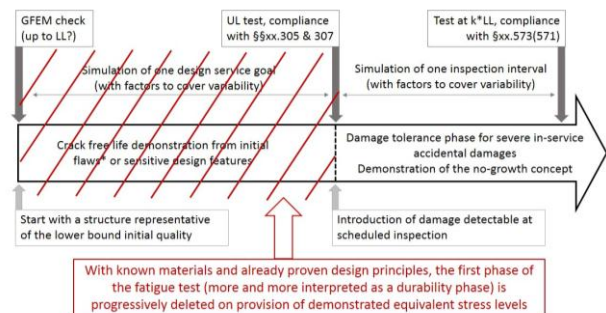 GFEM check
(up to LL?)
UL test, compliance
with §§xx.305 & 307
Test at k*LL, compliance
with §xx.573(571)
Simulation of one design service goal
(with factors to cover variability)
Simulation of one inspection interval
(with factors to cover variability)
Crack free life demonstration from initial
flaws* or sensitive design features
Damage tolerance phase for severe in-service
accidental damages
Demonstration of the no-growth concept
Start with a structure representative
of the lower bound initial quality
Introduction of damage detectable at
scheduled inspection
With known materials and already proven design principles, the first phase of
the fatigue test (more and more interpreted as a durability phase) is
progressively deleted on provision of demonstrated equivalent stress levels